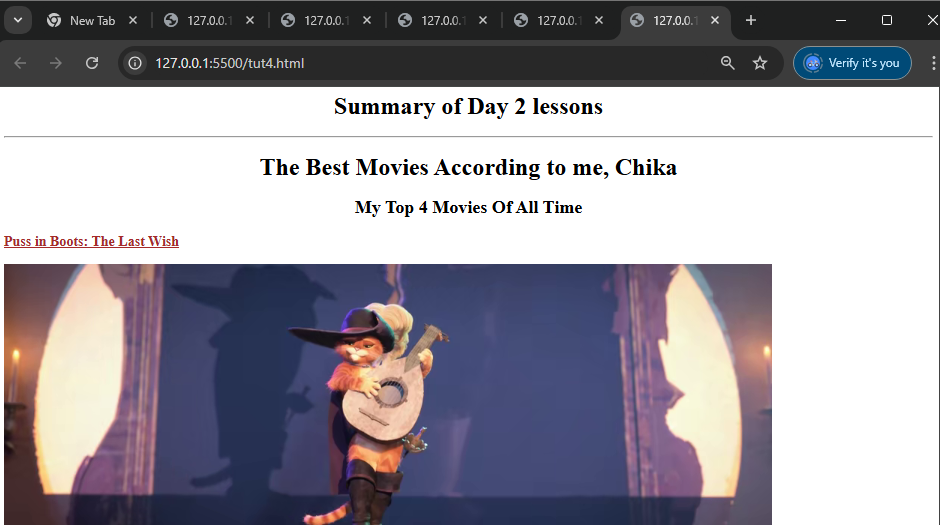 New Tab
127.0.0.1
127.0.0.1
127.0.0.1
127.0.0.1
127.0.0.1
127.0.0.1:5500/tut4.html
Verify it's you
Summary of Day 2 lessons
The Best Movies According to me, Chika
My Top 4 Movies Of All Time
Puss in Boots: The Last Wish